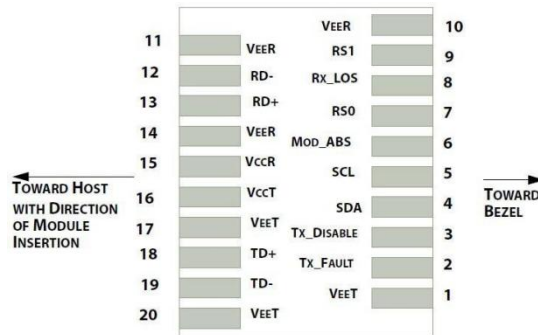 11 VEER
12 RD-
13 RD+
14 VEER
15 VCCR
16 VCCT
17 VEET
18 TD+
19 TD-
20 VEET
VEER 10
RS1 9
RX_LOS 8
RS0 7
MOD_ABS 6
SCL 5
SDA 4
TX_DISABLE 3
TX_FAULT 2
VEET 1
TOWARD HOST
WITH DIRECTION
OF MODULE
INSERTION
TOWARD
BEZEL